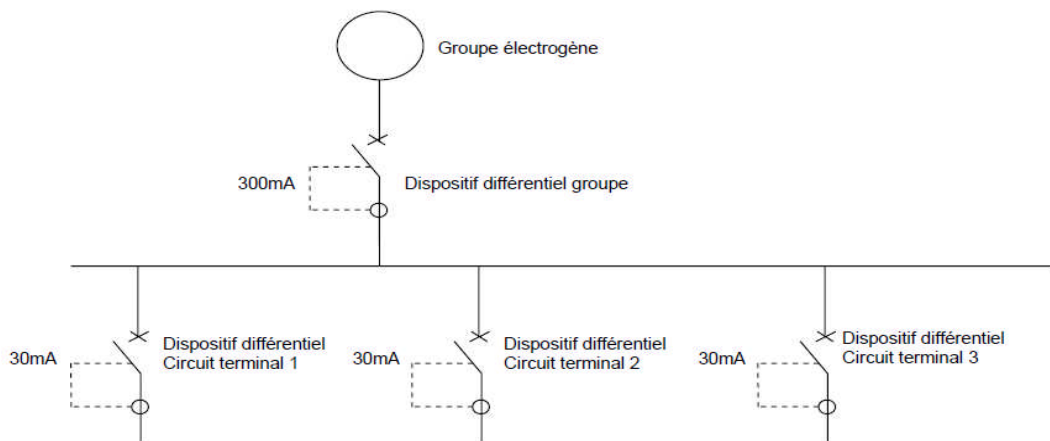 Groupe électrogène
300mA
Dispositif différentiel groupe
30mA
Dispositif différentiel
Circuit terminal 1
30mA
Dispositif différentiel
Circuit terminal 2
30mA
Dispositif différentiel
Circuit terminal 3